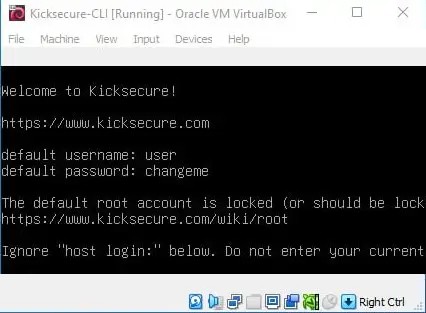 Kicksecure-CLI [Running] - Oracle VM VirtualBox
File Machine View Input Devices Help
Welcome to Kicksecure!
https://www.kicksecure.com
default username: user
default password: changeme
The default root account is locked (or should be lock
https://www.kicksecure.com/wiki/root
Ignore "host login:" below. Do not enter your current
Right Ctrl